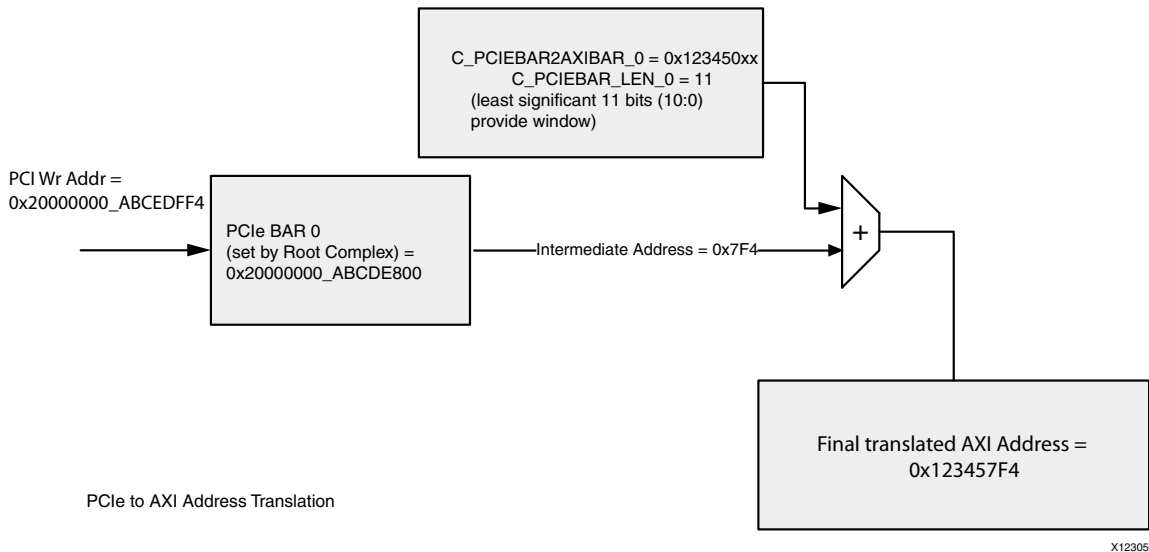 C_PCIEBAR2AXIBAR_0 = 0x123450xx
C_PCIEBAR_LEN_0 = 11
(least significant 11 bits (10:0)
provide window)
PCI Wr Addr =
0x20000000_ABCEDFF4
PCIe BAR 0
(set by Root Complex) =
0x20000000_ABCDE800
Intermediate Address = 0x7F4
+
Final translated AXI Address =
0x123457F4
PCIe to AXI Address Translation
X12305